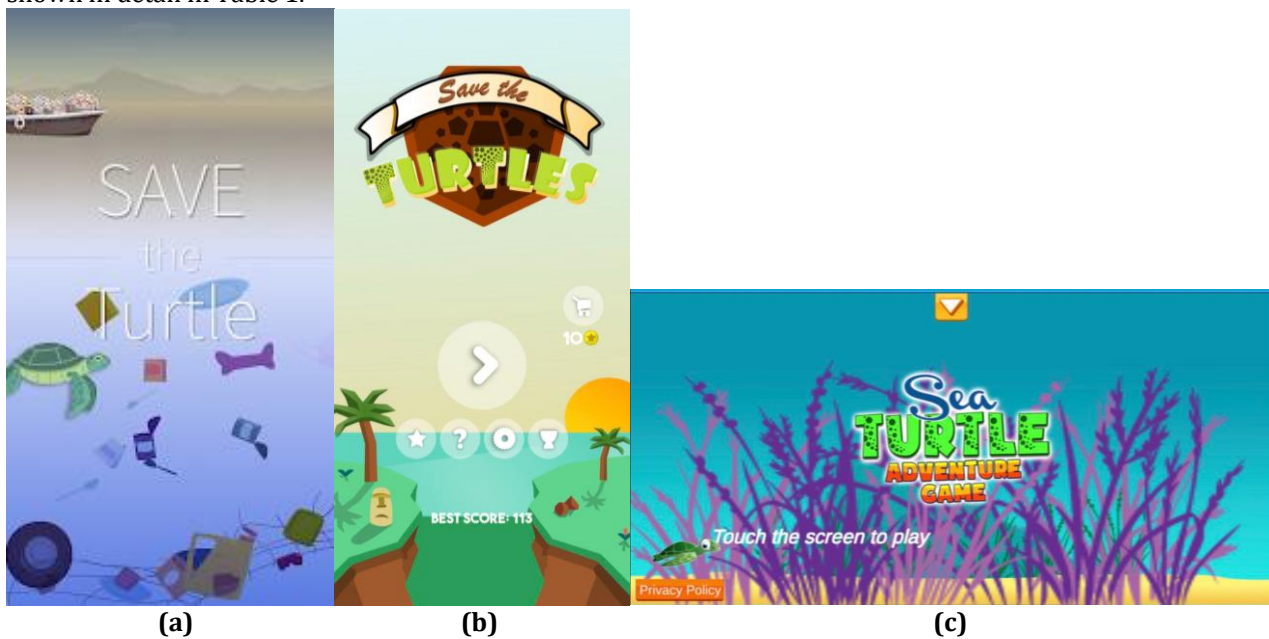 shown in detail in Table 1.
SAVE
the
Turtle
Save the
TURTLES
10
BEST SCORE: 113
Sea
TURTLE
ADVENTURE
GAME
Touch the screen to play
Privacy Policy
(a)
(b)
(c)